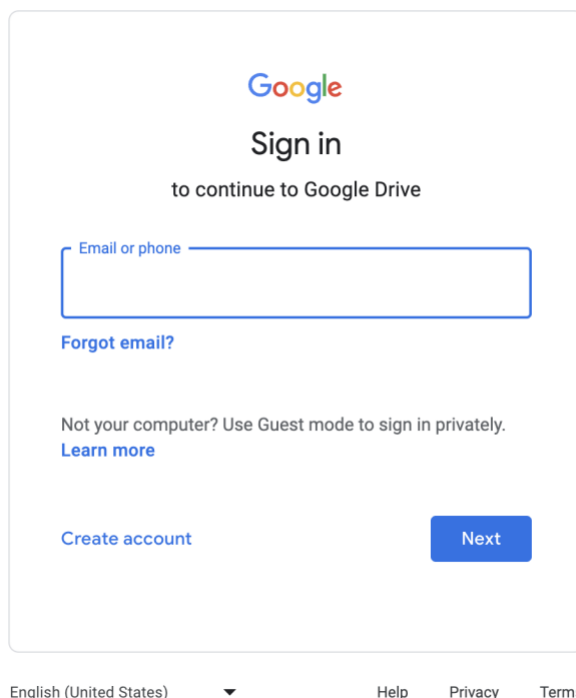 Google
Sign in
to continue to Google Drive
Email or phone
Forgot email?
Not your computer? Use Guest mode to sign in privately.
Learn more
Create account
Next
English (United States)
Help
Privacy
Term